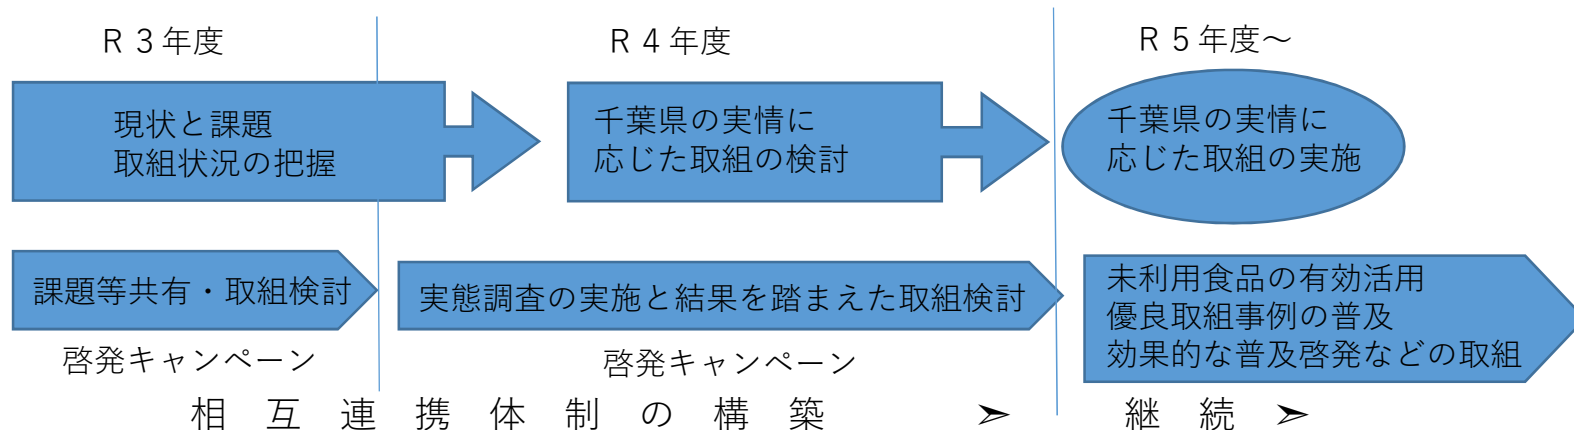 R３年度
R４年度
R５年度～
現状と課題
取組状況の把握
千葉県の実情に
応じた取組の検討
千葉県の実情に
応じた取組の実施
課題等共有・取組検討
実態調査の実施と結果を踏まえた取組検討
未利用食品の有効活用
優良取組事例の普及
効果的な普及啓発などの取組
啓発キャンペーン
啓発キャンペーン
相互連携体制の構築 ➢ 継続 ➢